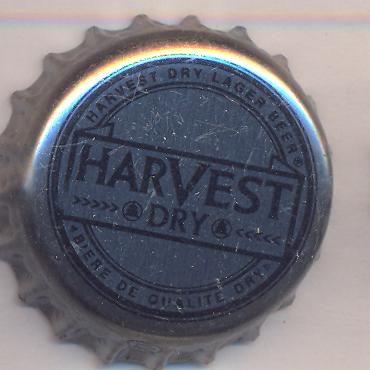 HARVEST DRY LAGER BEER®
HARVEST
>>>>> DRY <<<<<
BIÈRE DE QUALITÉ DRY